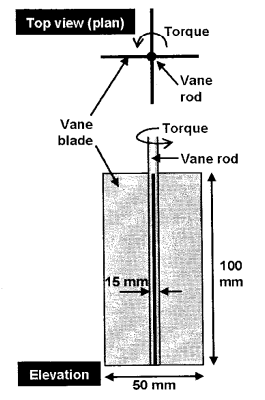 Top view (plan)
Torque
Vane
rod
Vane
blade
Torque
Vane rod
15 mm
100
mm
Elevation
50 mm